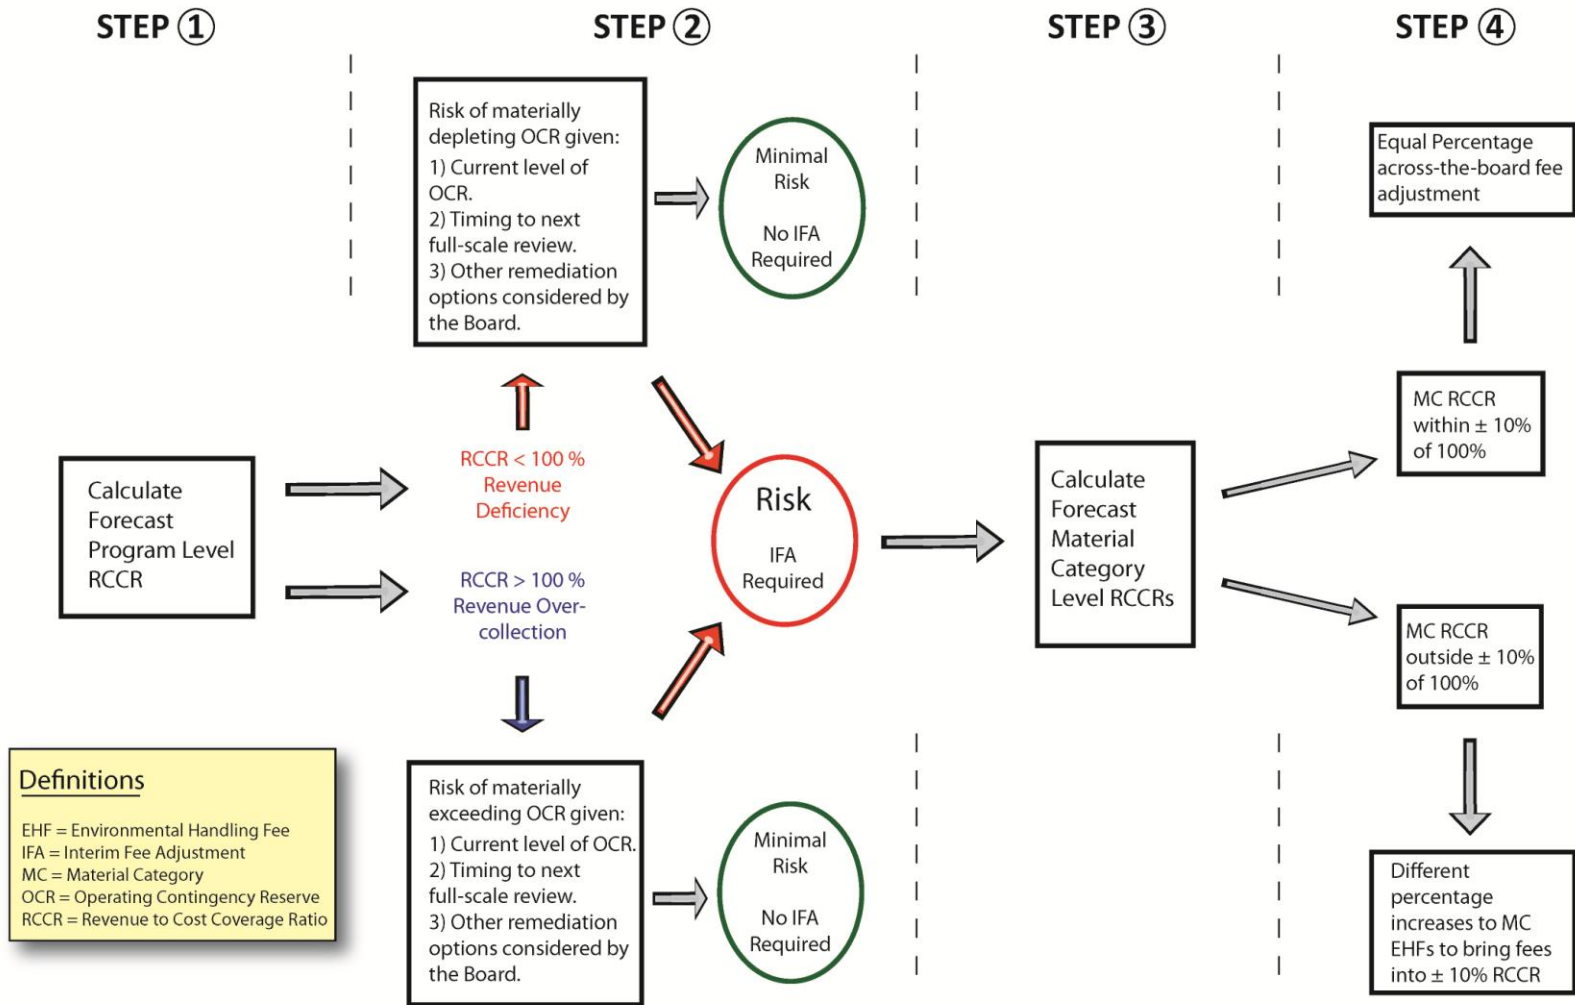 STEP ①
STEP ②
STEP ③
STEP ④
Calculate
Forecast
Program Level
RCCR
Risk of materially
depleting OCR given:
1) Current level of
OCR.
2) Timing to next
full-scale review.
3) Other remediation
options considered by
the Board.
Minimal
Risk
No IFA
Required
RCCR < 100 %
Revenue
Deficiency
RCCR > 100 %
Revenue Over-
collection
Risk of materially
exceeding OCR given:
1) Current level of OCR.
2) Timing to next
full-scale review.
3) Other remediation
options considered by
the Board.
Minimal
Risk
No IFA
Required
Risk
IFA
Required
Calculate
Forecast
Material
Category
Level RCCRs
Equal Percentage
across-the-board fee
adjustment
MC RCCR
within ± 10%
of 100%
MC RCCR
outside ± 10%
of 100%
Different
percentage
increases to MC
EHFs to bring fees
into ± 10% RCCR
Definitions
EHF = Environmental Handling Fee
IFA = Interim Fee Adjustment
MC = Material Category
OCR = Operating Contingency Reserve
RCCR = Revenue to Cost Coverage Ratio